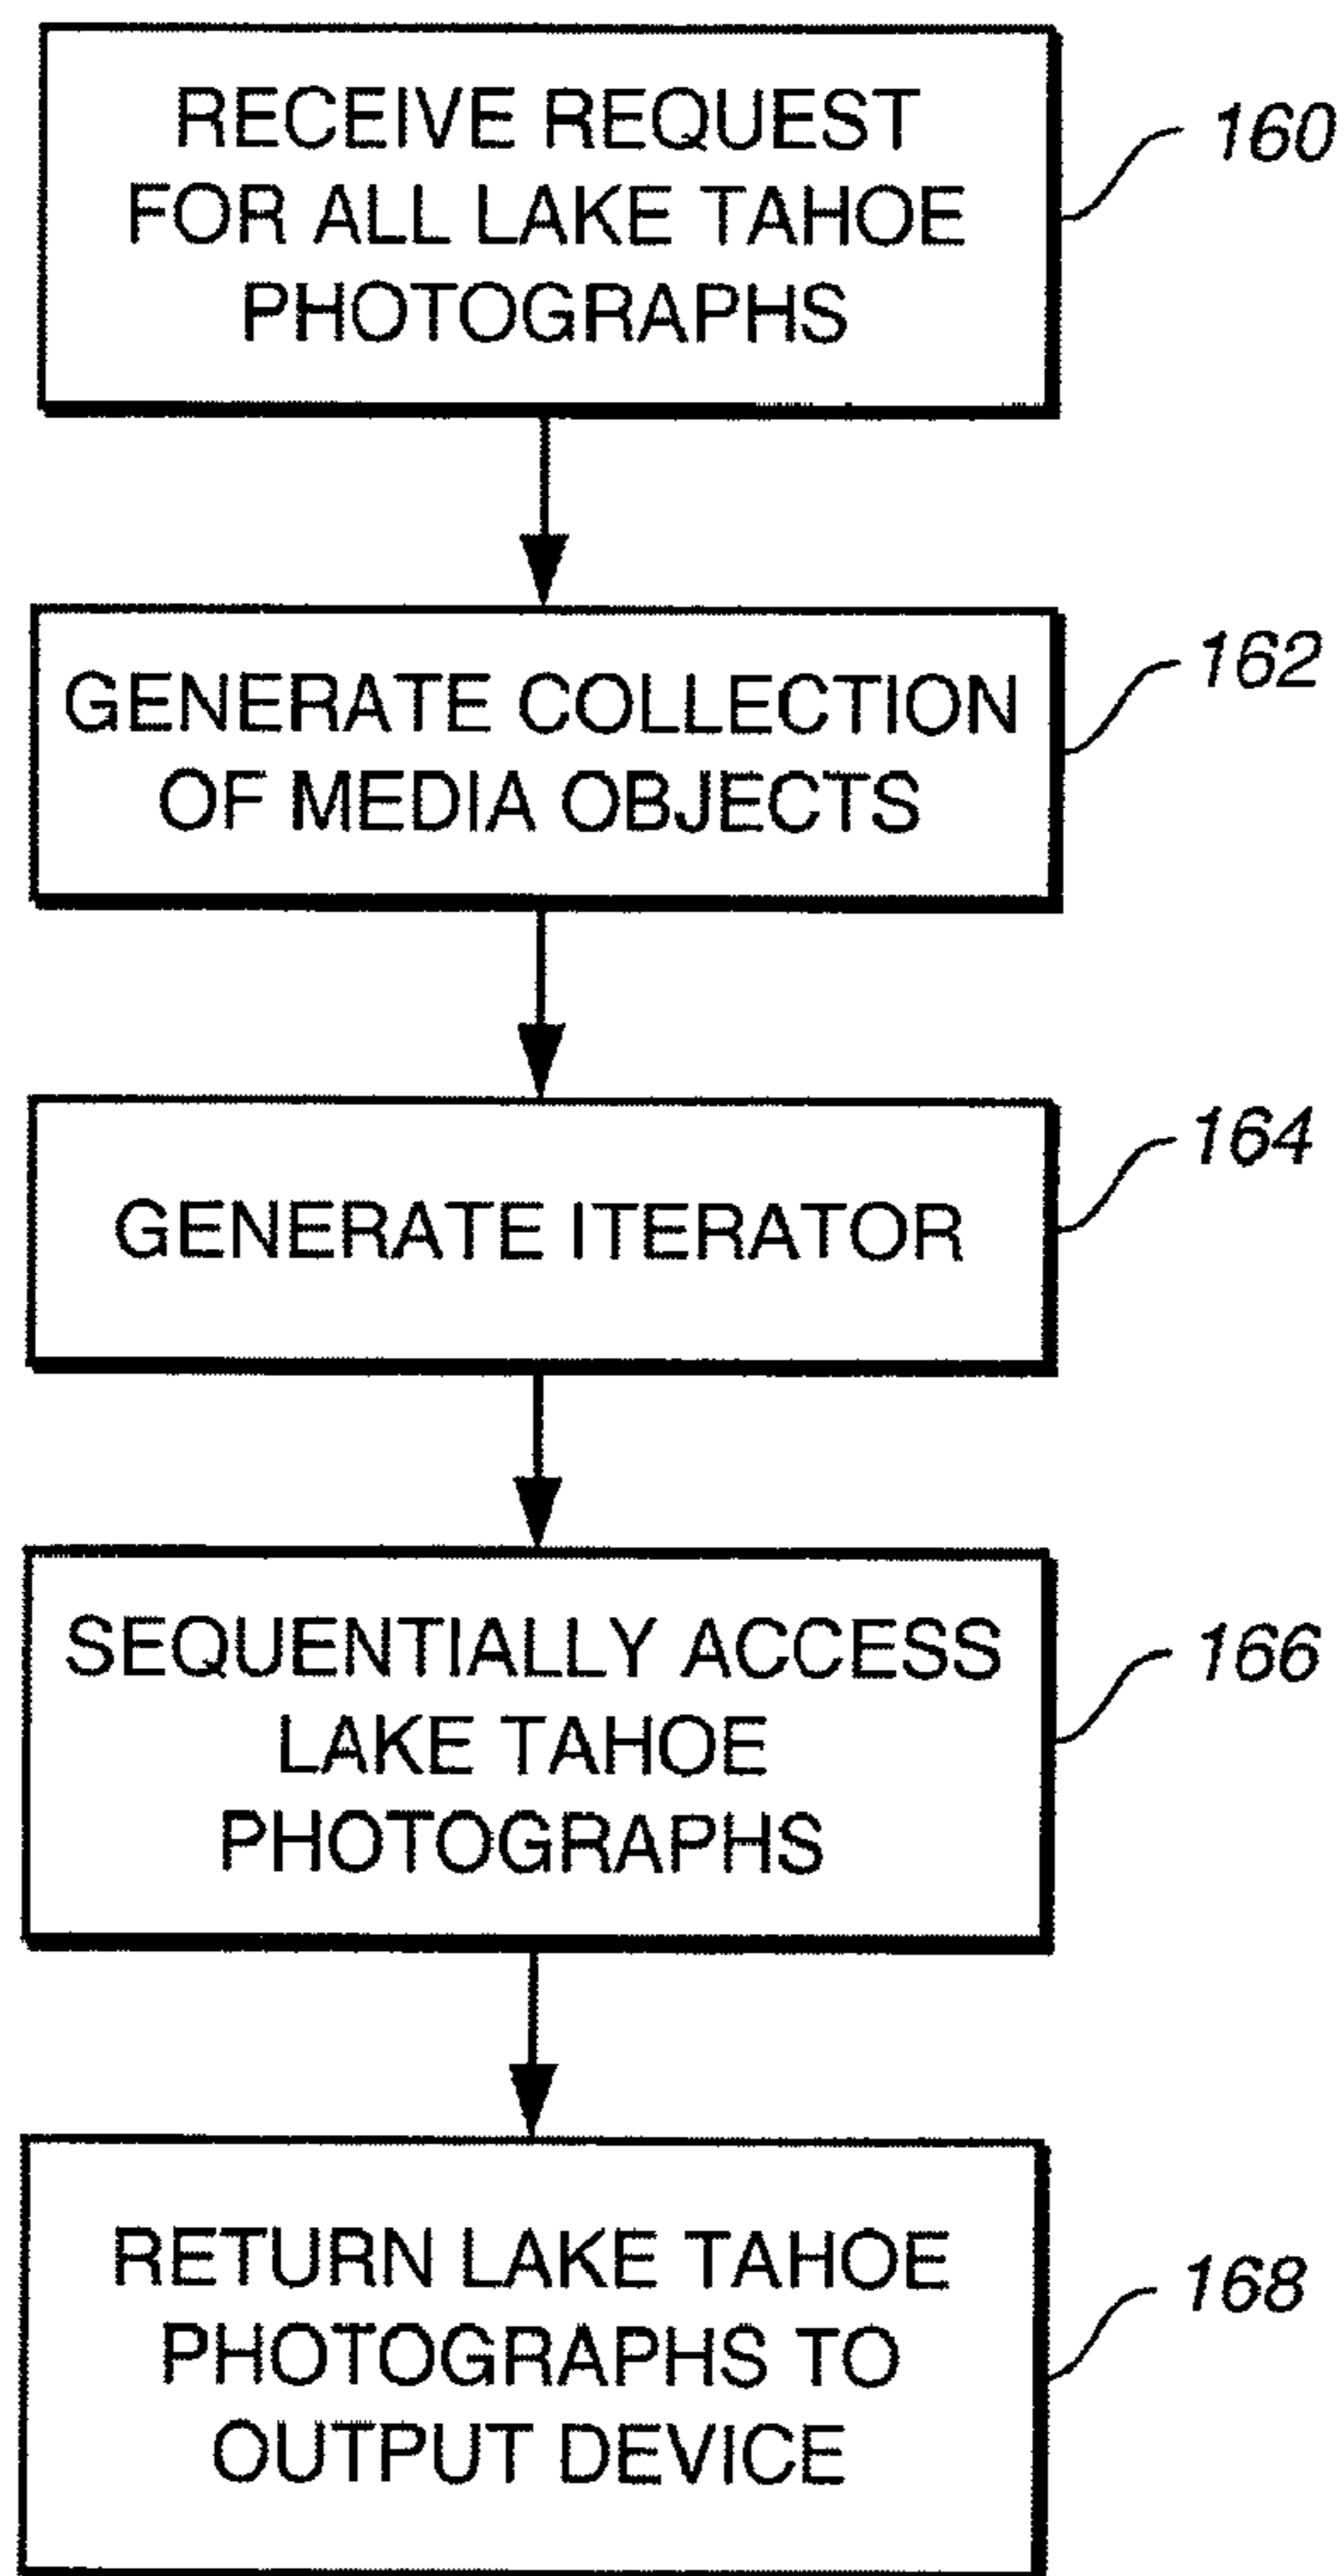 RECEIVE REQUEST
FOR ALL LAKE TAHOE
PHOTOGRAPHS
160
GENERATE COLLECTION
OF MEDIA OBJECTS
162
GENERATE ITERATOR
164
SEQUENTIALLY ACCESS
LAKE TAHOE
PHOTOGRAPHS
166
RETURN LAKE TAHOE
PHOTOGRAPHS TO
OUTPUT DEVICE
168